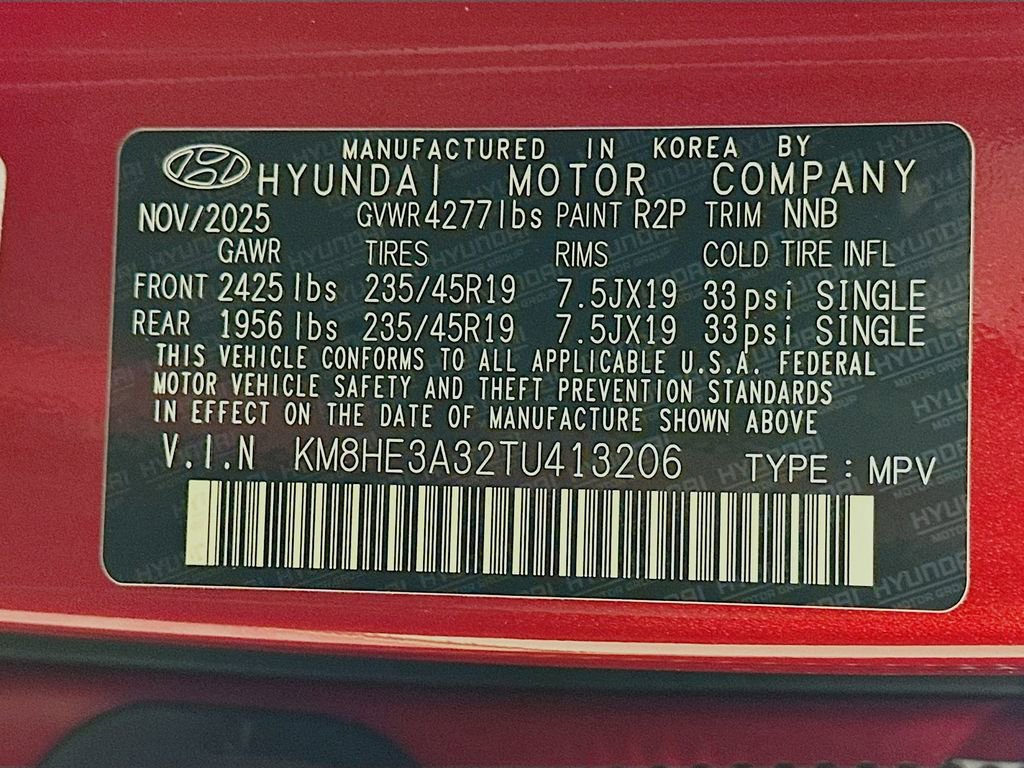 MANUFACTURED IN KOREA BY
HYUNDAI MOTOR COMPANY
NOV/2025 GVWR 4277 lbs PAINT R2P TRIM NNB
GAWR TIRES RIMS COLD TIRE INFL
FRONT 2425 lbs 235/45R19 7.5JX19 33psi SINGLE
REAR 1956 lbs 235/45R19 7.5JX19 33psi SINGLE
THIS VEHICLE CONFORMS TO ALL APPLICABLE U.S.A. FEDERAL
MOTOR VEHICLE SAFETY AND THEFT PREVENTION STANDARDS
IN EFFECT ON THE DATE OF MANUFACTURE SHOWN ABOVE
V.I.N KM8HE3A32TU413206 TYPE : MPV